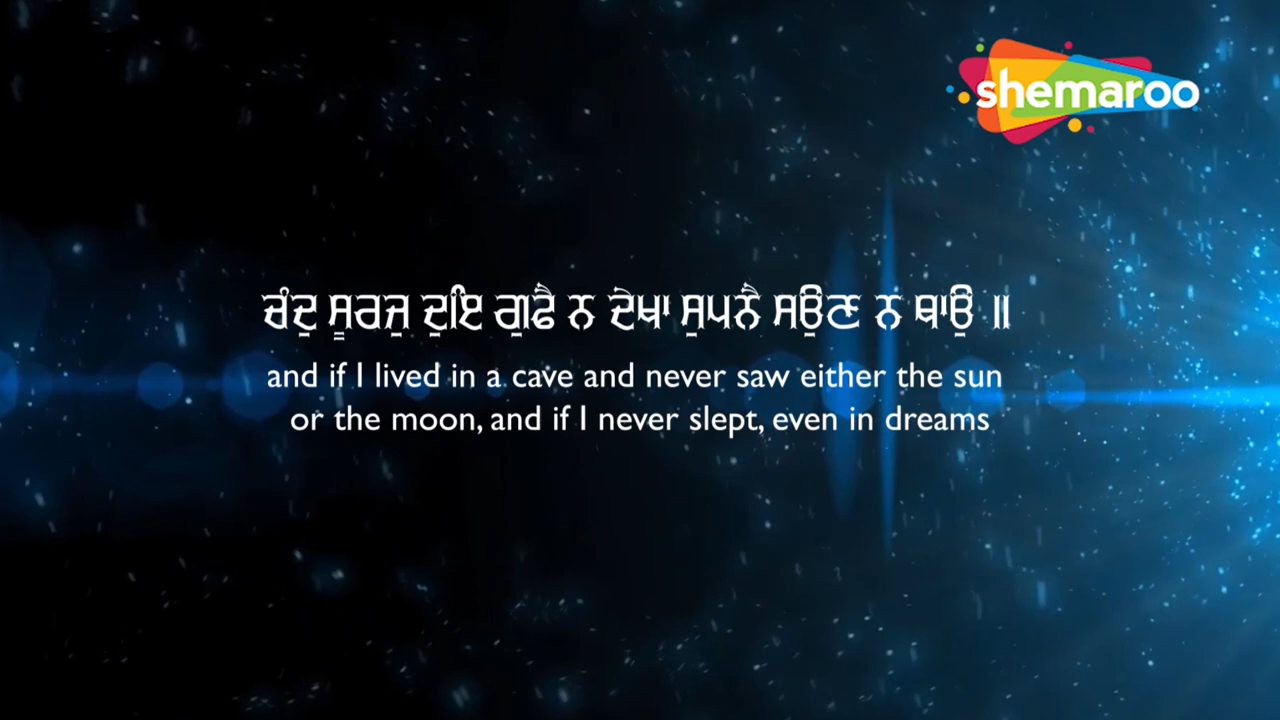 shemaroo
ਚੰਦੁ ਸੂਰਜੁ ਦੁਇ ਗੁਫੈ ਨ ਦੇਖਾ ਸੁਪਨੈ ਸਉਣ ਨ ਥਾਉ ॥
and if I lived in a cave and never saw either the sun
or the moon, and if I never slept, even in dreams